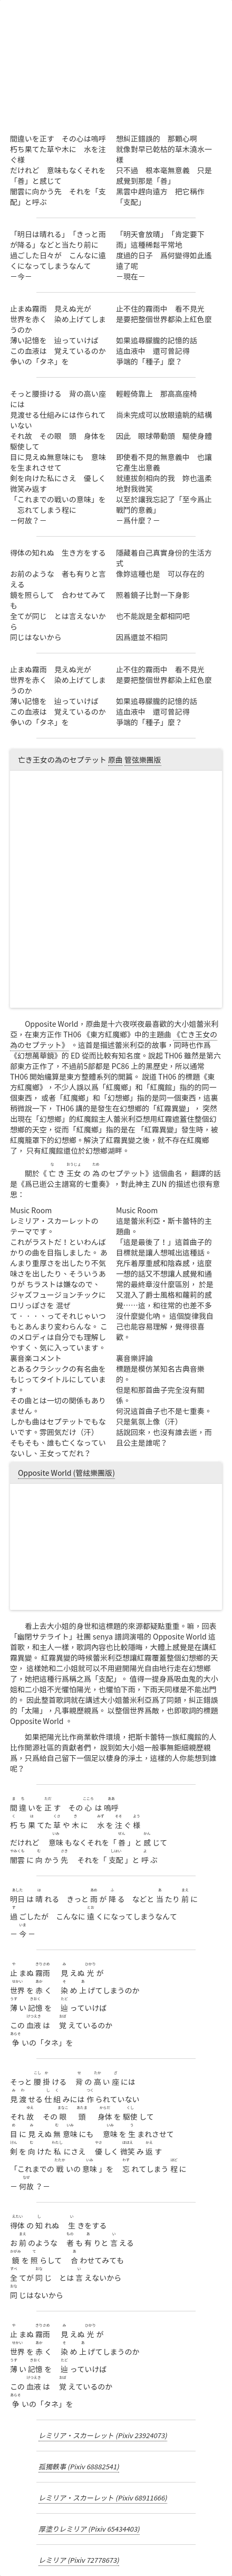 間違いを正す　その心は嗚呼
朽ち果てた草や木に　水を注
ぐ様
だけれど　意味もなくそれを
「善」と感じて
闇雲に向かう先　それを「支
配」と呼ぶ
想糾正錯誤的　那顆心啊
就像對早已乾枯的草木澆水一
樣
只不過　根本毫無意義　只是
感覺到那是「善」
黑雲中趕向遠方　把它稱作
「支配」
「明日は晴れる」「きっと雨
が降る」などと当たり前に
過ごした日々が　こんなに遠
くになってしまうなんて
－今－
「明天會放晴」　「肯定要下
雨」這種稀鬆平常地
度過的日子　爲何變得如此遙
遠了呢
－現在－
止まぬ霧雨　見えぬ光が
世界を赤く　染め上げてしま
うのか
薄い記憶を　辿っていけば
この血液は　覚えているのか
争いの「タネ」を
止不住的霧雨中　看不見光
是要把整個世界都染上紅色麼
如果追尋朦朧的記憶的話
這血液中　還可曾記得
爭端的「種子」麼？
そっと腰掛ける　背の高い座
には
見渡せる仕組みには作られて
いない
それ故　その眼　頭　身体を
駆使して
目に見えぬ無意味にも　意味
を生まれさせて
剣を向けた私にさえ　優しく
微笑み返す
「これまでの戦いの意味」を
　忘れてしまう程に
－何故？－
輕輕倚靠上　那高高座椅
尚未完成可以放眼遠眺的結構
因此　眼球帶動頭　驅使身體
即使看不見的無意義中　也讓
它產生出意義
就連拔劍相向的我　妳也溫柔
地對我微笑
以至於讓我忘記了「至今爲止
戰鬥的意義」
－爲什麼？－
得体の知れぬ　生き方をする
お前のような　者も有りと言
える
鏡を照らして　合わせてみて
も
全てが同じ　とは言えないか
ら
同じはないから
隱藏着自己真實身份的生活方
式
像妳這種也是　可以存在的
照着鏡子比對一下身影
也不能說是全都相同吧
因爲還並不相同
止まぬ霧雨　見えぬ光が
世界を赤く　染め上げてしま
うのか
薄い記憶を　辿っていけば
この血液は　覚えているのか
争いの「タネ」を
止不住的霧雨中　看不見光
是要把整個世界都染上紅色麼
如果追尋朦朧的記憶的話
這血液中　還可曾記得
爭端的「種子」麼？
亡き王女の為のセプテット 原曲 管弦樂團版
Opposite World，原曲是十六夜咲夜最喜歡的大小姐蕾米利
亞，在東方正作 TH06 《東方紅魔鄉》中的主題曲 《亡き王女の
為のセプテット》 。這首是描述蕾米利亞的故事，同時也作爲
《幻想萬華鏡》的 ED 從而比較有知名度。說起 TH06 雖然是第六
部東方正作了，不過前5部都是 PC86 上的黑歷史，所以通常
TH06 開始纔算是東方整體系列的開篇。 說道 TH06 的標題《東
方紅魔鄉》，不少人誤以爲「紅魔鄉」和「紅魔館」指的的同一
個東西， 或者「紅魔鄉」和「幻想鄉」指的是同一個東西，這裏
稍微說一下， TH06 講的是發生在幻想鄉的「紅霧異變」， 突然
出現在「幻想鄉」的紅魔館主人蕾米利亞想用紅霧遮蓋住整個幻
想鄉的天空，從而「紅魔鄉」指的是在 「紅霧異變」發生時，被
紅魔籠罩下的幻想鄉。解決了紅霧異變之後，就不存在紅魔鄉
了， 只有紅魔館還位於幻想鄉湖畔。
關於《亡き王女の為のセプテット》這個曲名， 翻譯的話
是《爲已逝公主譜寫的七重奏》，對此神主 ZUN 的描述也很有意
思：
Music Room
レミリア・スカーレットの
テーマです。
これがラストだ！といわんば
かりの曲を目指しました。 あ
んまり重厚さを出したり不気
味さを出したり、そういうあ
りが ちラストは嫌なので、
ジャズフュージョンチックに
ロリっぽさを 混ぜ
て・・・、ってそれじゃいつ
もとあんまり変わらんな。 こ
のメロディは自分でも理解し
やすく、気に入っています。
裏音楽コメント
とあるクラシックの有名曲を
もじってタイトルにしていま
す。
その曲とは一切の関係もあり
ません。
しかも曲はセプテットでもな
いです。雰囲気だけ（汗）
そもそも、誰も亡くなってい
ないし、王女ってだれ？
Music Room
這是蕾米利亞・斯卡蕾特的主
題曲。
「這是最後了！」這首曲子的
目標就是讓人想喊出這種話。
充斥着厚重感和陰森感，這麼
一想的話又不想讓人感覺和通
常的最終章沒什麼區別， 於是
又混入了爵士風格和蘿莉的感
覺……這，和往常的也差不多
沒什麼變化吶。 這個旋律我自
己也能容易理解，覺得很喜
歡。
裏音樂評論
標題是模仿某知名古典音樂
的。
但是和那首曲子完全沒有關
係。
何況這首曲子也不是七重奏。
只是氣氛上像（汗）
話說回來，也沒有誰去逝，而
且公主是誰呢？
Opposite World (管絃樂團版)
看上去大小姐的身世和這標題的來源都疑點重重。嘛，回表
「幽閉サテライト」社團 senya 譜詞演唱的 Opposite World 這
首歌，和主人一樣，歌詞內容也比較隱晦，大體上感覺是在講紅
霧異變。 紅霧異變的時候蕾米利亞想讓紅霧覆蓋整個幻想鄉的天
空， 這樣她和二小姐就可以不用避開陽光自由地行走在幻想鄉
了，她把這種行爲之稱爲「支配」。 值得一提身爲吸血鬼的大小
姐和二小姐不光懼怕陽光，也懼怕下雨，下雨天同樣是不能出門
的。 因此整首歌詞就在講述大小姐蕾米利亞爲了同類，糾正錯誤
的「太陽」，凡事親歷親爲。 以整個世界爲敵，也即歌詞的標題
Opposite World 。
如果把陽光比作商業軟件環境，把斯卡蕾特一族紅魔館的人
比作開源社區的貢獻者們， 說到如大小姐一般事無鉅細親歷親
爲，只爲給自己留下一個足以棲身的淨土，這樣的人你能想到誰
呢？
間違いを正す　その心は嗚呼
朽ち果てた草や木に　水を注ぐ様
だけれど　意味もなくそれを「善」と感じて
闇雲に向かう先　それを「支配」と呼ぶ
明日は晴れる　きっと雨が降る　などと当たり前に
過ごしたが　こんなに遠くになってしまうなんて
－今－
止まぬ霧雨　見えぬ光が
世界を赤く　染め上げてしまうのか
薄い記憶を　辿っていけば
この血液は　覚えているのか
争いの「タネ」を
そっと腰掛ける　背の高い座には
見渡せる仕組みには作られていない
それ故　その眼　頭　身体を駆使して
目に見えぬ無意味にも　意味を生まれさせて
剣を向けた私にさえ　優しく微笑み返す
「これまでの戦いの意味」を　忘れてしまう程に
－何故？－
得体の知れぬ　生きをする
お前のような　者も有りと言える
鏡を照らして　合わせてみても
全てが同じ　とは言えないから
同じはないから
止まぬ霧雨　見えぬ光が
世界を赤く　染め上げてしまうのか
薄い記憶を　辿っていけば
この血液は　覚えているのか
争いの「タネ」を
レミリア・スカーレット (Pixiv 23924073)
孤獨軼事 (Pixiv 68882541)
レミリア・スカーレット (Pixiv 68911666)
厚塗りレミリア (Pixiv 65434403)
レミリア (Pixiv 72778673)